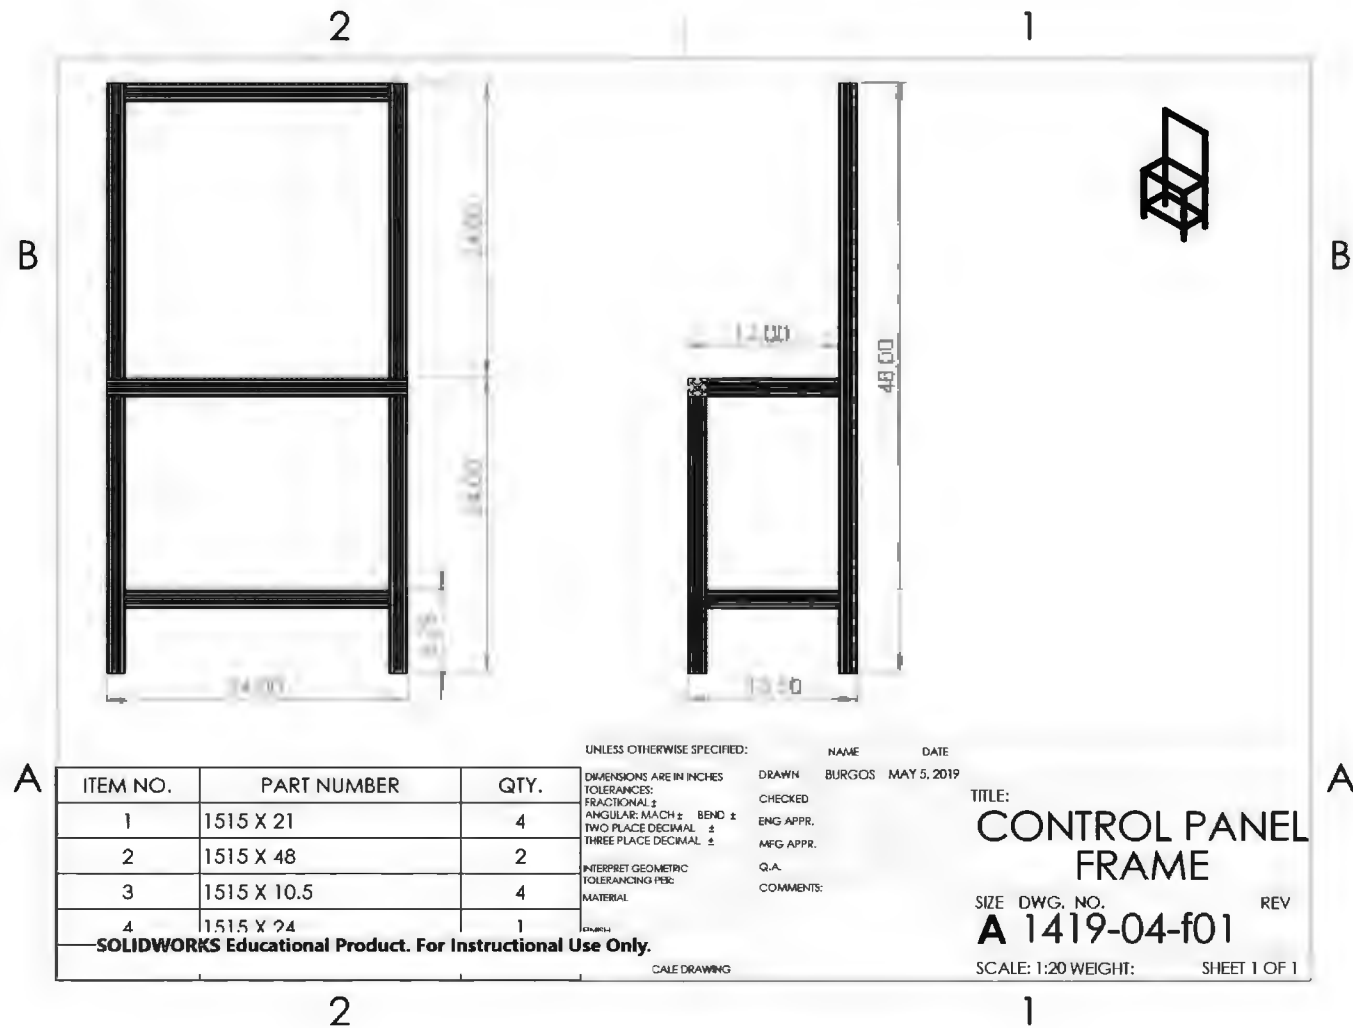 2 1
B B
24.00
12.00
48.00
24.00
24.00
13.50
A A
ITEM NO. PART NUMBER QTY.
1 1515 X 21 4
2 1515 X 48 2
3 1515 X 10.5 4
4 1515 X 24 1
SOLIDWORKS Educational Product. For Instructional Use Only.
UNLESS OTHERWISE SPECIFIED:
DIMENSIONS ARE IN INCHES
TOLERANCES:
FRACTIONAL ±
ANGULAR: MACH ± BEND ±
TWO PLACE DECIMAL ±
THREE PLACE DECIMAL ±
INTERPRET GEOMETRIC
TOLERANCING PER:
MATERIAL
FINISH
CALE DRAWING
NAME DATE
DRAWN BURGOS MAY 5, 2019
CHECKED
ENG APPR.
MFG APPR.
Q.A.
COMMENTS:
TITLE:
CONTROL PANEL
FRAME
SIZE DWG. NO. REV
A 1419-04-f01
SCALE: 1:20 WEIGHT: SHEET 1 OF 1
2 1